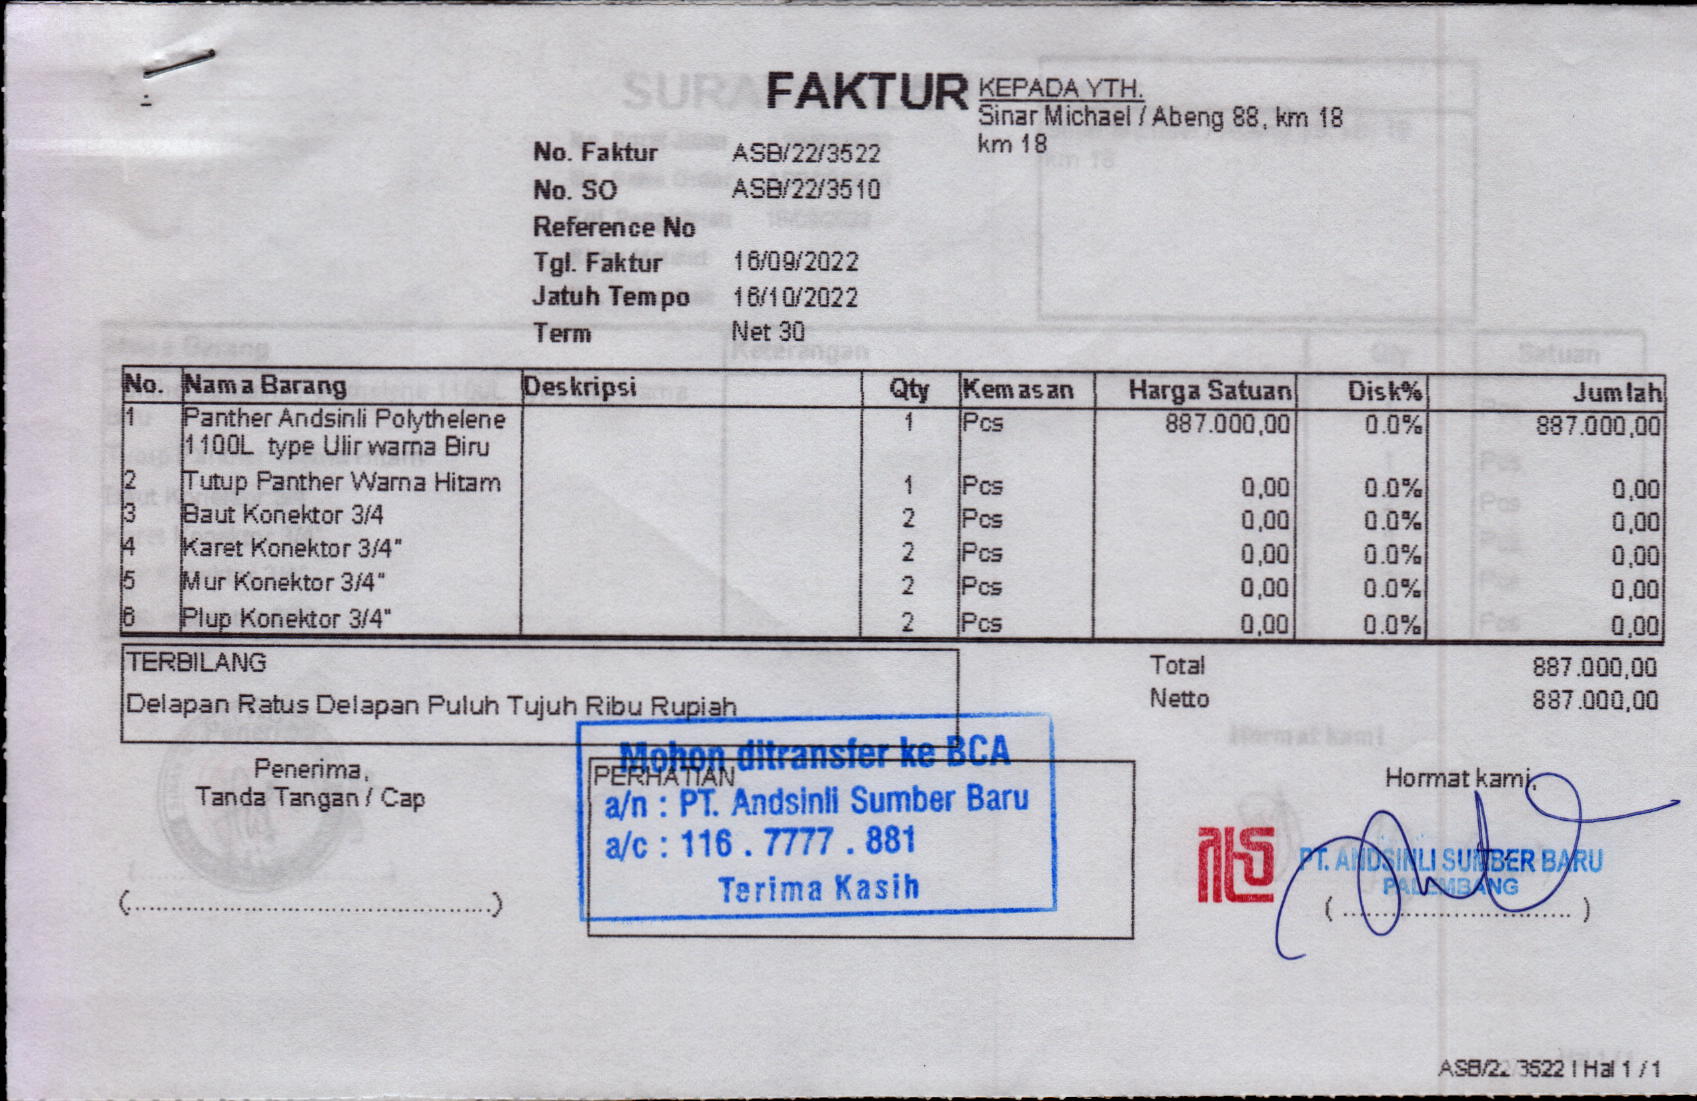 FAKTUR
KEPADA YTH.
Sinar Michael / Abeng 88, km 18
km 18
No. Faktur ASB/22/3522
No. SO ASB/22/3510
Reference No
Tgl. Faktur 16/09/2022
Jatuh Tempo 16/10/2022
Term Net 30
No. Nama Barang Deskripsi Qty Kemasan Harga Satuan Disk% Jumlah
1 Panther Andsinli Polythelene 1 Pcs 887.000,00 0.0% 887.000,00
1100L type Ulir warna Biru
2 Tutup Panther Warna Hitam 1 Pcs 0,00 0.0% 0,00
3 Baut Konektor 3/4 2 Pcs 0,00 0.0% 0,00
4 Karet Konektor 3/4" 2 Pcs 0,00 0.0% 0,00
5 Mur Konektor 3/4" 2 Pcs 0,00 0.0% 0,00
6 Plup Konektor 3/4" 2 Pcs 0,00 0.0% 0,00
TERBILANG
Delapan Ratus Delapan Puluh Tujuh Ribu Rupiah
Total 887.000,00
Netto 887.000,00
Penerima,
Tanda Tangan / Cap
(..........................................)
PERHATIAN
Mohon ditransfer ke BCA
a/n : PT. Andsinli Sumber Baru
a/c : 116 . 7777 . 881
Terima Kasih
Hormat kami,
PT. ANDSINLI SUMBER BARU
PALEMBANG
( ............................ )
ASB/22/3522 | Hal 1 / 1